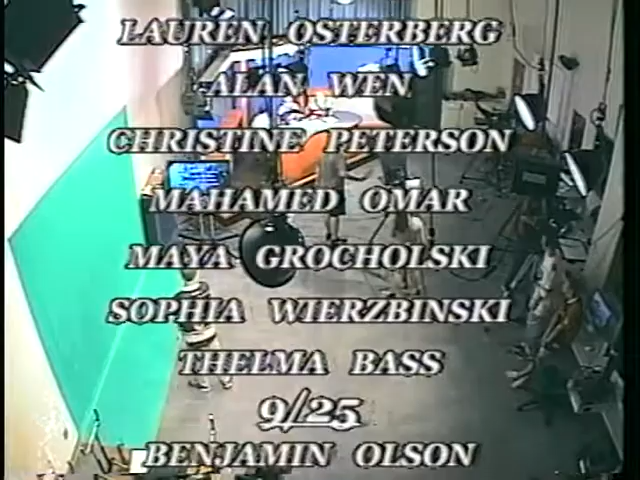 LAUREN OSTERBERG
ALAN WEN
CHRISTINE PETERSON
MAHAMED OMAR
MAYA GROCHOLSKI
SOPHIA WIERZBINSKI
THELMA BASS
9/25
BENJAMIN OLSON